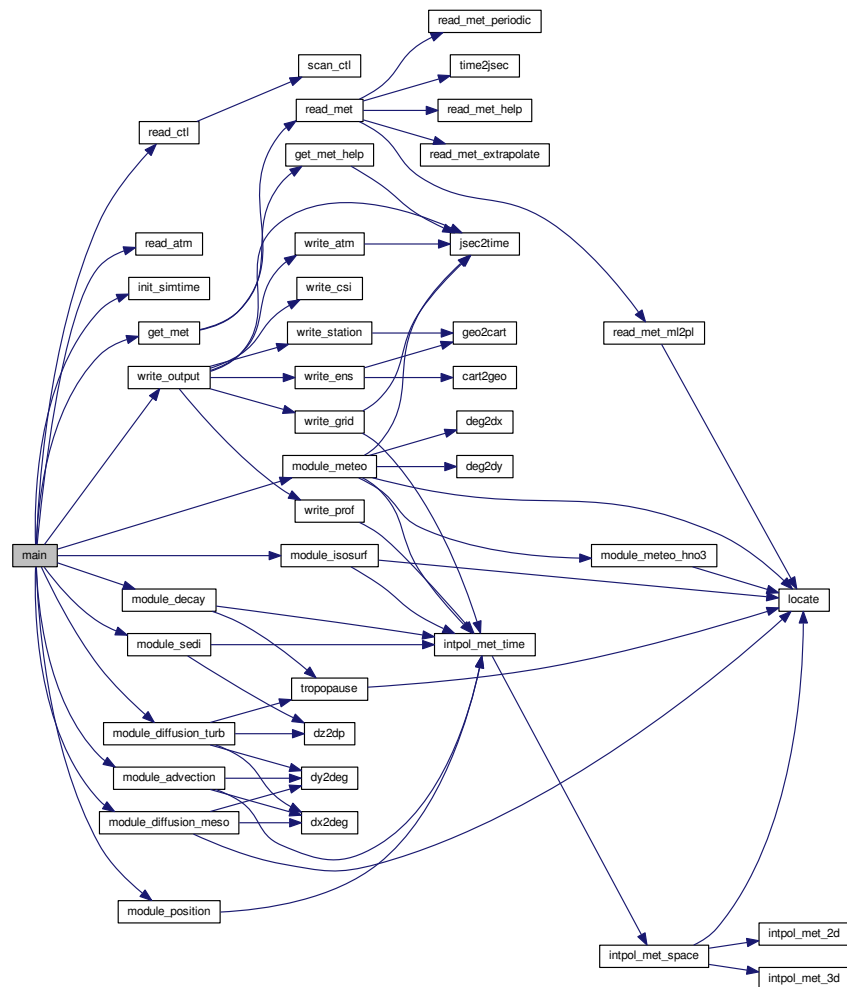 read_met_periodic
scan_ctl
time2jsec
read_met
read_met_help
read_ctl
get_met_help
read_met_extrapolate
read_atm
write_atm
jsec2time
init_simtime
write_csi
get_met
write_station
geo2cart
read_met_ml2pl
write_output
write_ens
cart2geo
write_grid
deg2dx
module_meteo
deg2dy
write_prof
main
module_isosurf
module_meteo_hno3
module_decay
locate
module_sedi
intpol_met_time
tropopause
module_diffusion_turb
dz2dp
module_advection
dy2deg
module_diffusion_meso
dx2deg
module_position
intpol_met_2d
intpol_met_space
intpol_met_3d